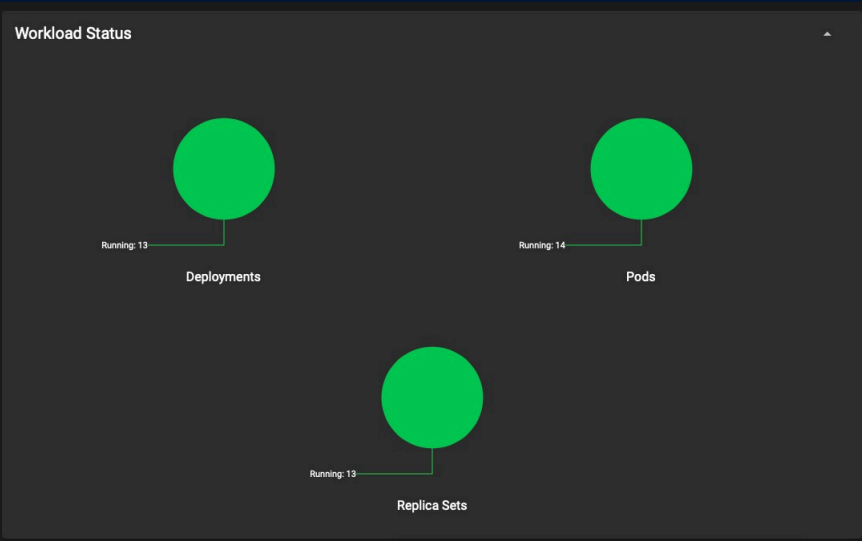 Workload Status
Running: 13
Deployments
Running: 14
Pods
Running: 13
Replica Sets